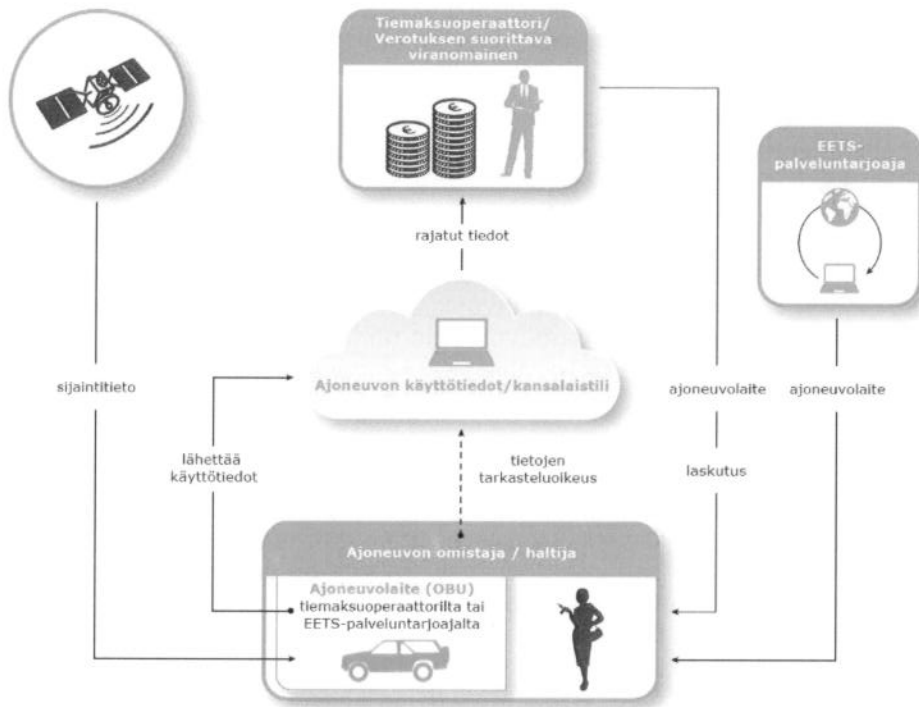 Tiemaksuoperaattori/
Verotuksen suorittava
viranomainen
€
€
EETS-
palveluntarjoaja
rajatut tiedot
Ajoneuvon käyttötiedot/kansalaistili
sijaintitieto
ajoneuvolaite
ajoneuvolaite
lähettää
käyttötiedot
tietojen
tarkasteluoikeus
laskutus
Ajoneuvon omistaja / haltija
Ajoneuvolaite (OBU)
tiemaksuoperaattorilta tai
EETS-palveluntarjoajalta